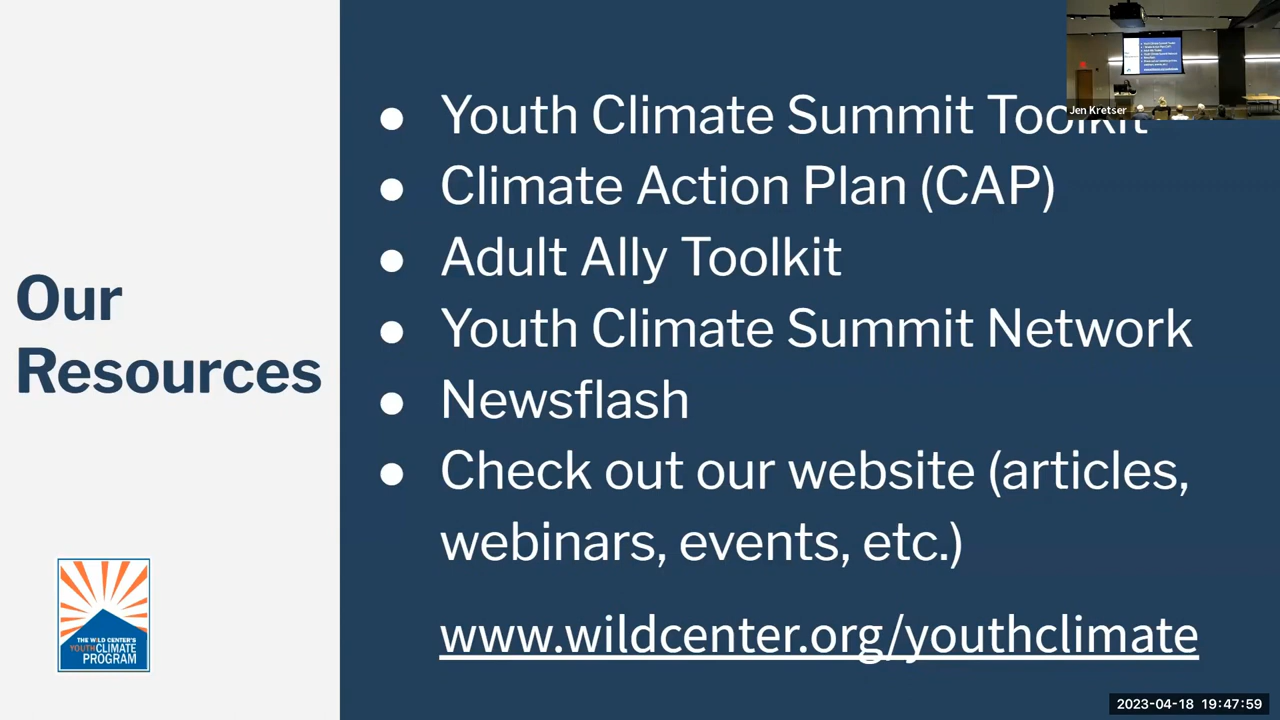 Our
Resources
● Youth Climate Summit Toolkit
● Climate Action Plan (CAP)
● Adult Ally Toolkit
● Youth Climate Summit Network
● Newsflash
● Check out our website (articles,
webinars, events, etc.)
www.wildcenter.org/youthclimate
THE WILD CENTER'S
YOUTHCLIMATE
PROGRAM
Jen Kretser
2023-04-18 19:47:59